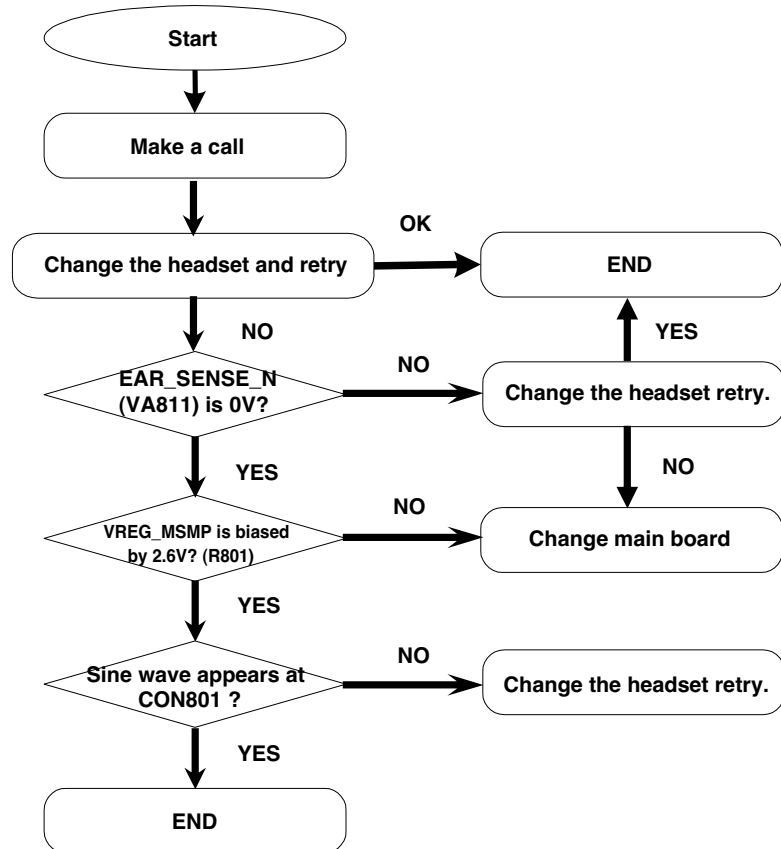 Start
Make a call
Change the headset and retry
OK
END
NO
EAR_SENSE_N
(VA811) is 0V?
NO
Change the headset retry.
YES
NO
YES
VREG_MSMP is biased
by 2.6V? (R801)
NO
Change main board
YES
Sine wave appears at
CON801 ?
NO
Change the headset retry.
YES
END